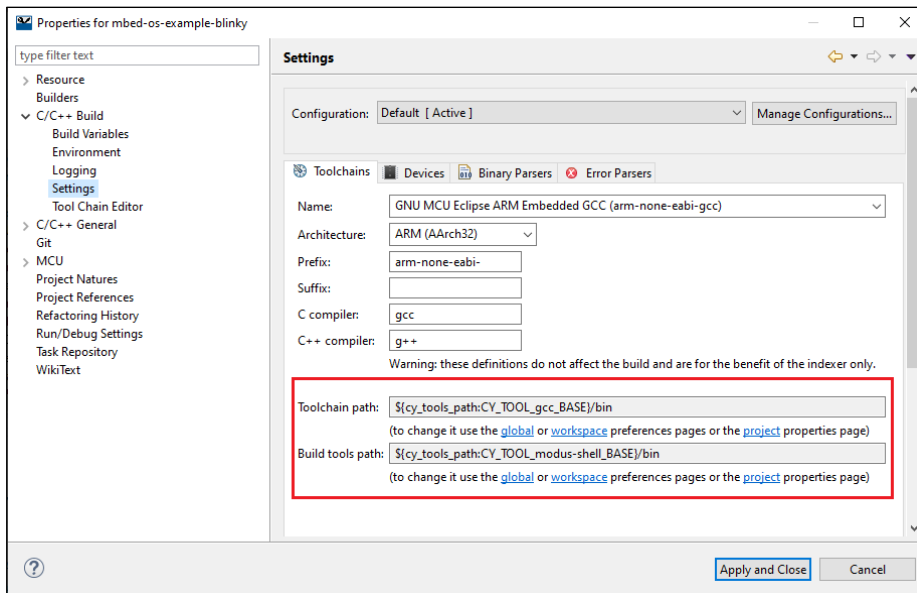 Properties for mbed-os-example-blinky
type filter text
Resource
Builders
C/C++ Build
Build Variables
Environment
Logging
Settings
Tool Chain Editor
C/C++ General
Git
MCU
Project Natures
Project References
Refactoring History
Run/Debug Settings
Task Repository
WikiText
Settings
Configuration: Default [ Active ] Manage Configurations...
Toolchains Devices Binary Parsers Error Parsers
Name: GNU MCU Eclipse ARM Embedded GCC (arm-none-eabi-gcc)
Architecture: ARM (AArch32)
Prefix: arm-none-eabi-
Suffix:
C compiler: gcc
C++ compiler: g++
Warning: these definitions do not affect the build and are for the benefit of the indexer only.
Toolchain path: ${cy_tools_path:CY_TOOL_gcc_BASE}/bin
(to change it use the global or workspace preferences pages or the project properties page)
Build tools path: ${cy_tools_path:CY_TOOL_modus-shell_BASE}/bin
(to change it use the global or workspace preferences pages or the project properties page)
? Apply and Close Cancel